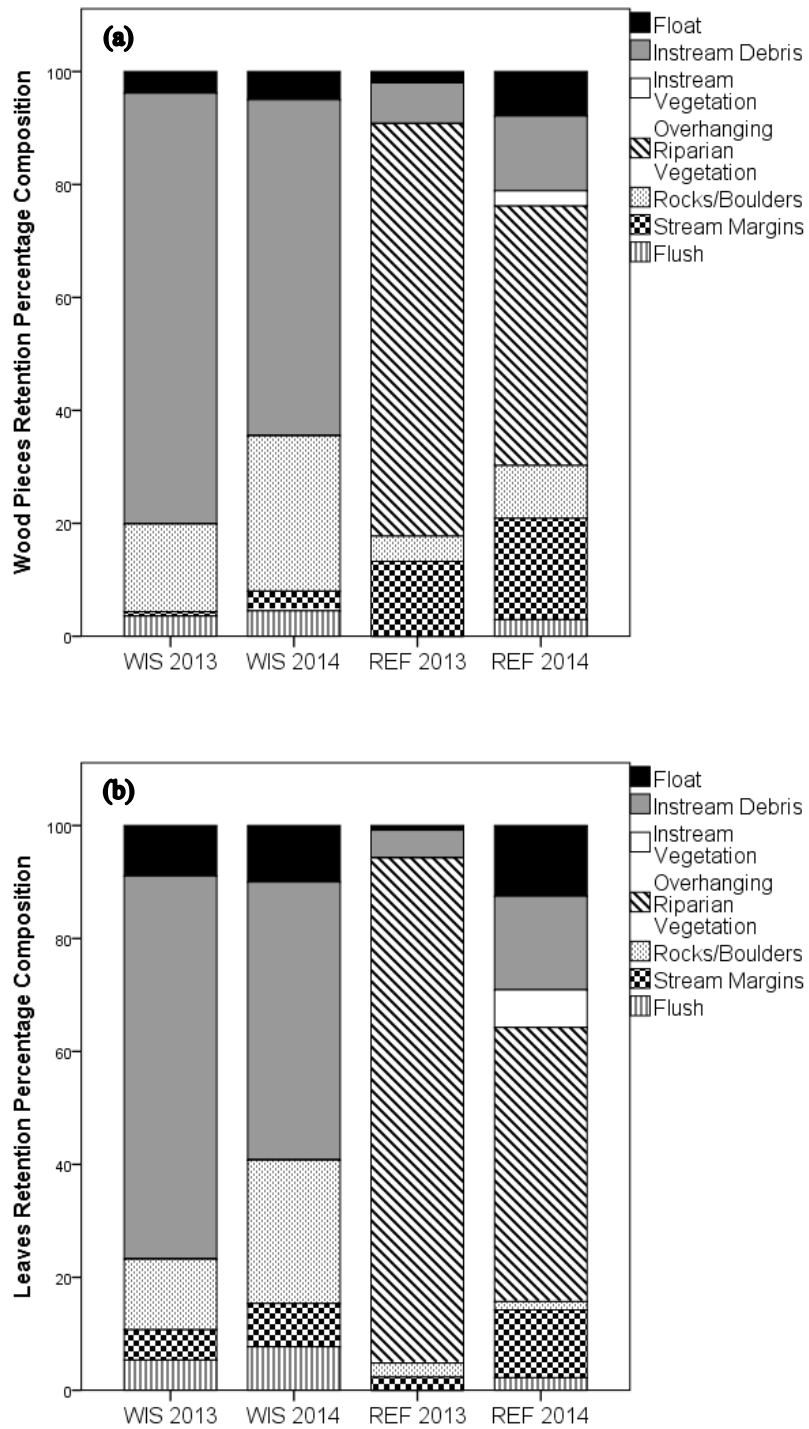 (a)
Wood Pieces Retention Percentage Composition
100
80
60
40
20
0
WIS 2013
WIS 2014
REF 2013
REF 2014
Float
Instream Debris
Instream
Vegetation
Overhanging
Riparian
Vegetation
Rocks/Boulders
Stream Margins
Flush
(b)
Leaves Retention Percentage Composition
100
80
60
40
20
0
WIS 2013
WIS 2014
REF 2013
REF 2014
Float
Instream Debris
Instream
Vegetation
Overhanging
Riparian
Vegetation
Rocks/Boulders
Stream Margins
Flush